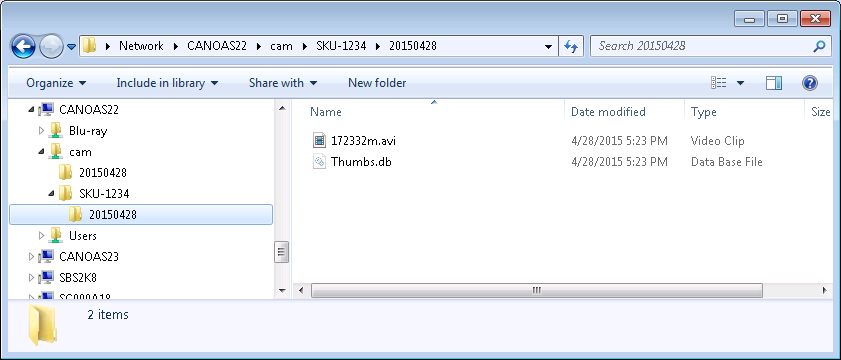 Network ▸ CANOAS22 ▸ cam ▸ SKU-1234 ▸ 20150428
Search 20150428
Organize Include in library Share with New folder
CANOAS22
Blu-ray
cam
20150428
SKU-1234
20150428
Users
CANOAS23
SBS2K8
Name Date modified Type Size
172332m.avi 4/28/2015 5:23 PM Video Clip
Thumbs.db 4/28/2015 5:23 PM Data Base File
2 items